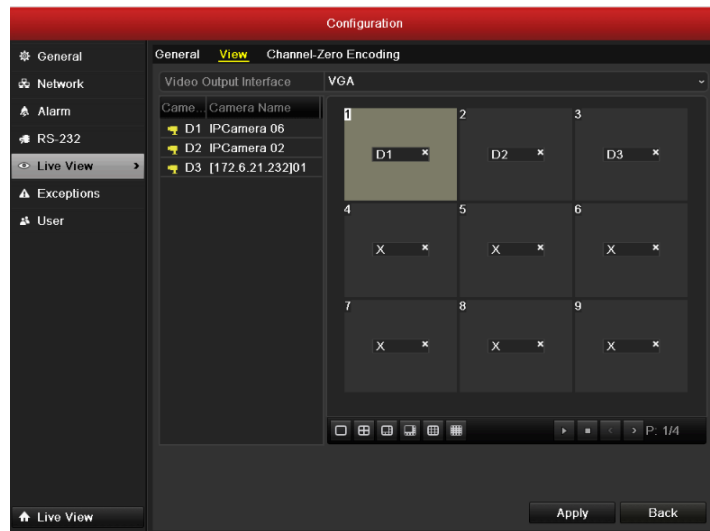 Configuration
General
Network
Alarm
RS-232
Live View
Exceptions
User
Live View
General View Channel-Zero Encoding
Video Output Interface VGA
Came... Camera Name
D1 IPCamera 06
D2 IPCamera 02
D3 [172.6.21.232]01
1 2 3
D1 × D2 × D3 ×
4 5 6
X × X × X ×
7 8 9
X × X × X ×
P: 1/4
Apply Back